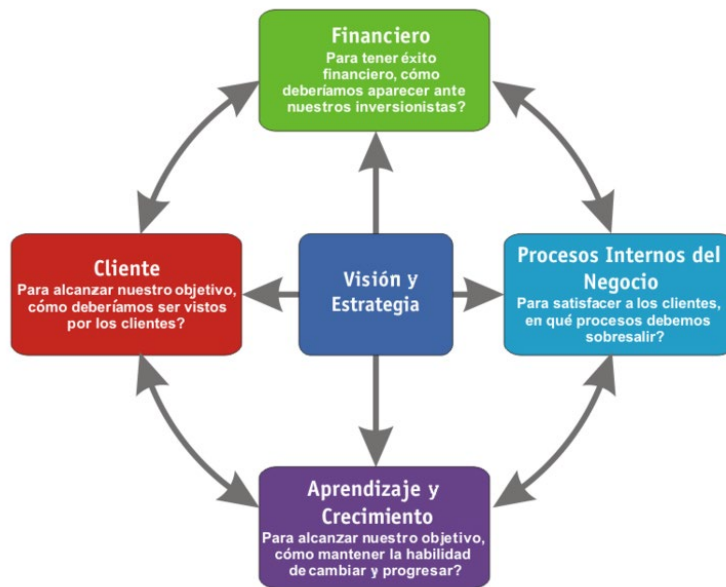 Financiero
Para tener éxito
financiero, cómo
deberíamos aparecer ante
nuestros inversionistas?
Cliente
Para alcanzar nuestro objetivo,
cómo deberíamos ser vistos
por los clientes?
Visión y
Estrategia
Procesos Internos del
Negocio
Para satisfacer a los clientes,
en qué procesos debemos
sobresalir?
Aprendizaje y
Crecimiento
Para alcanzar nuestro objetivo,
cómo mantener la habilidad
de cambiar y progresar?